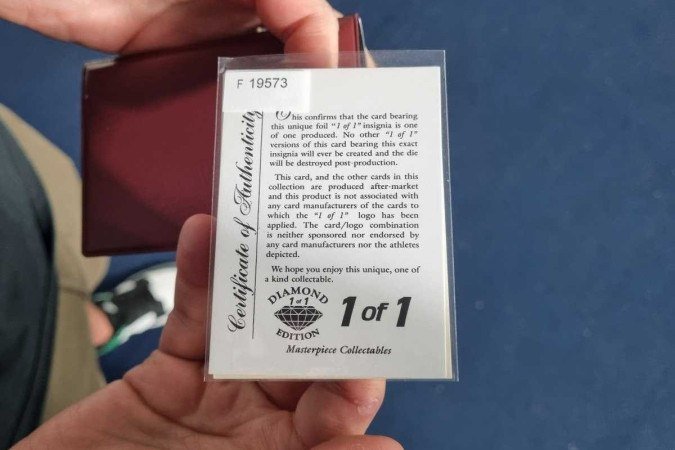 F 19573
Certificate of Authenticity
This confirms that the card bearing
this unique foil "1 of 1" insignia is one
of one produced. No other "1 of 1"
versions of this card bearing this exact
insignia will ever be created and the die
will be destroyed post-production.
This card, and the other cards in this
collection are produced after-market
and this product is not associated with
any card manufacturers of the cards to
which the "1 of 1" logo has been
applied. The card/logo combination
is neither sponsored nor endorsed by
any card manufacturers nor the athletes
depicted.
We hope you enjoy this unique, one of
a kind collectable.
DIAMOND
1 of 1
EDITION
1 of 1
Masterpiece Collectables